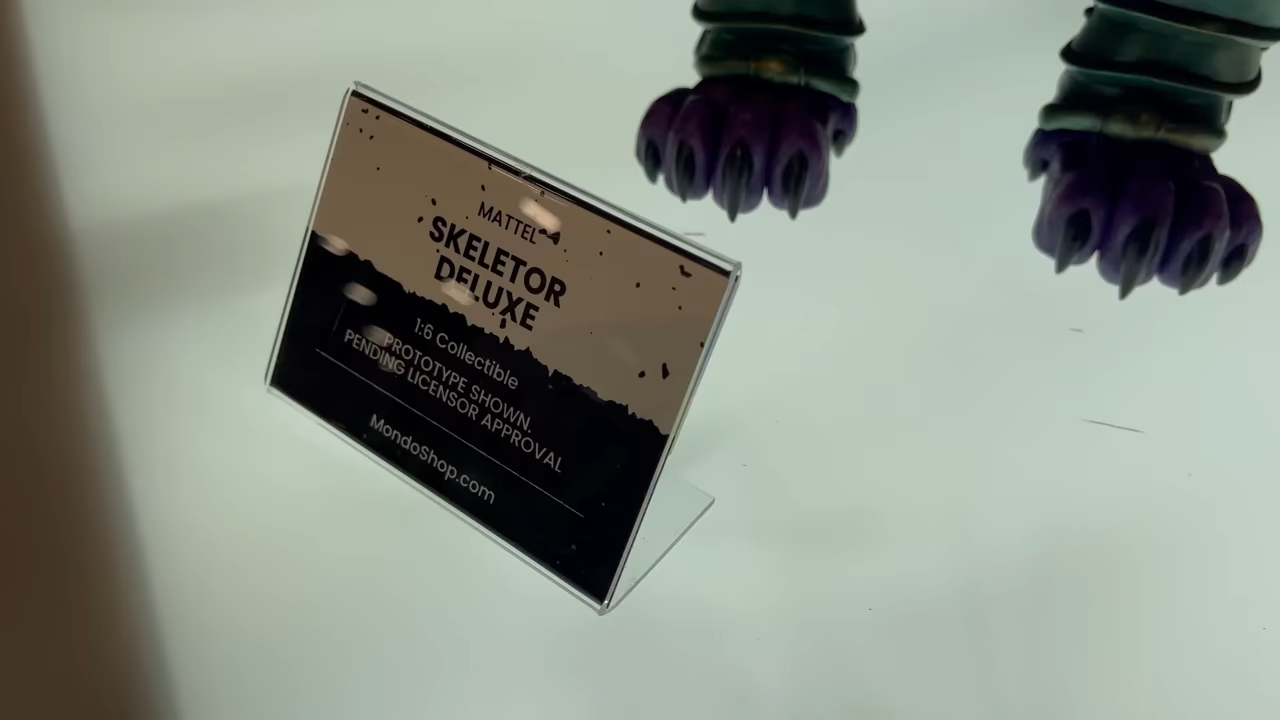 MATTEL
SKELETOR
DELUXE
1:6 Collectible
PROTOTYPE SHOWN.
PENDING LICENSOR APPROVAL
MondoShop.com